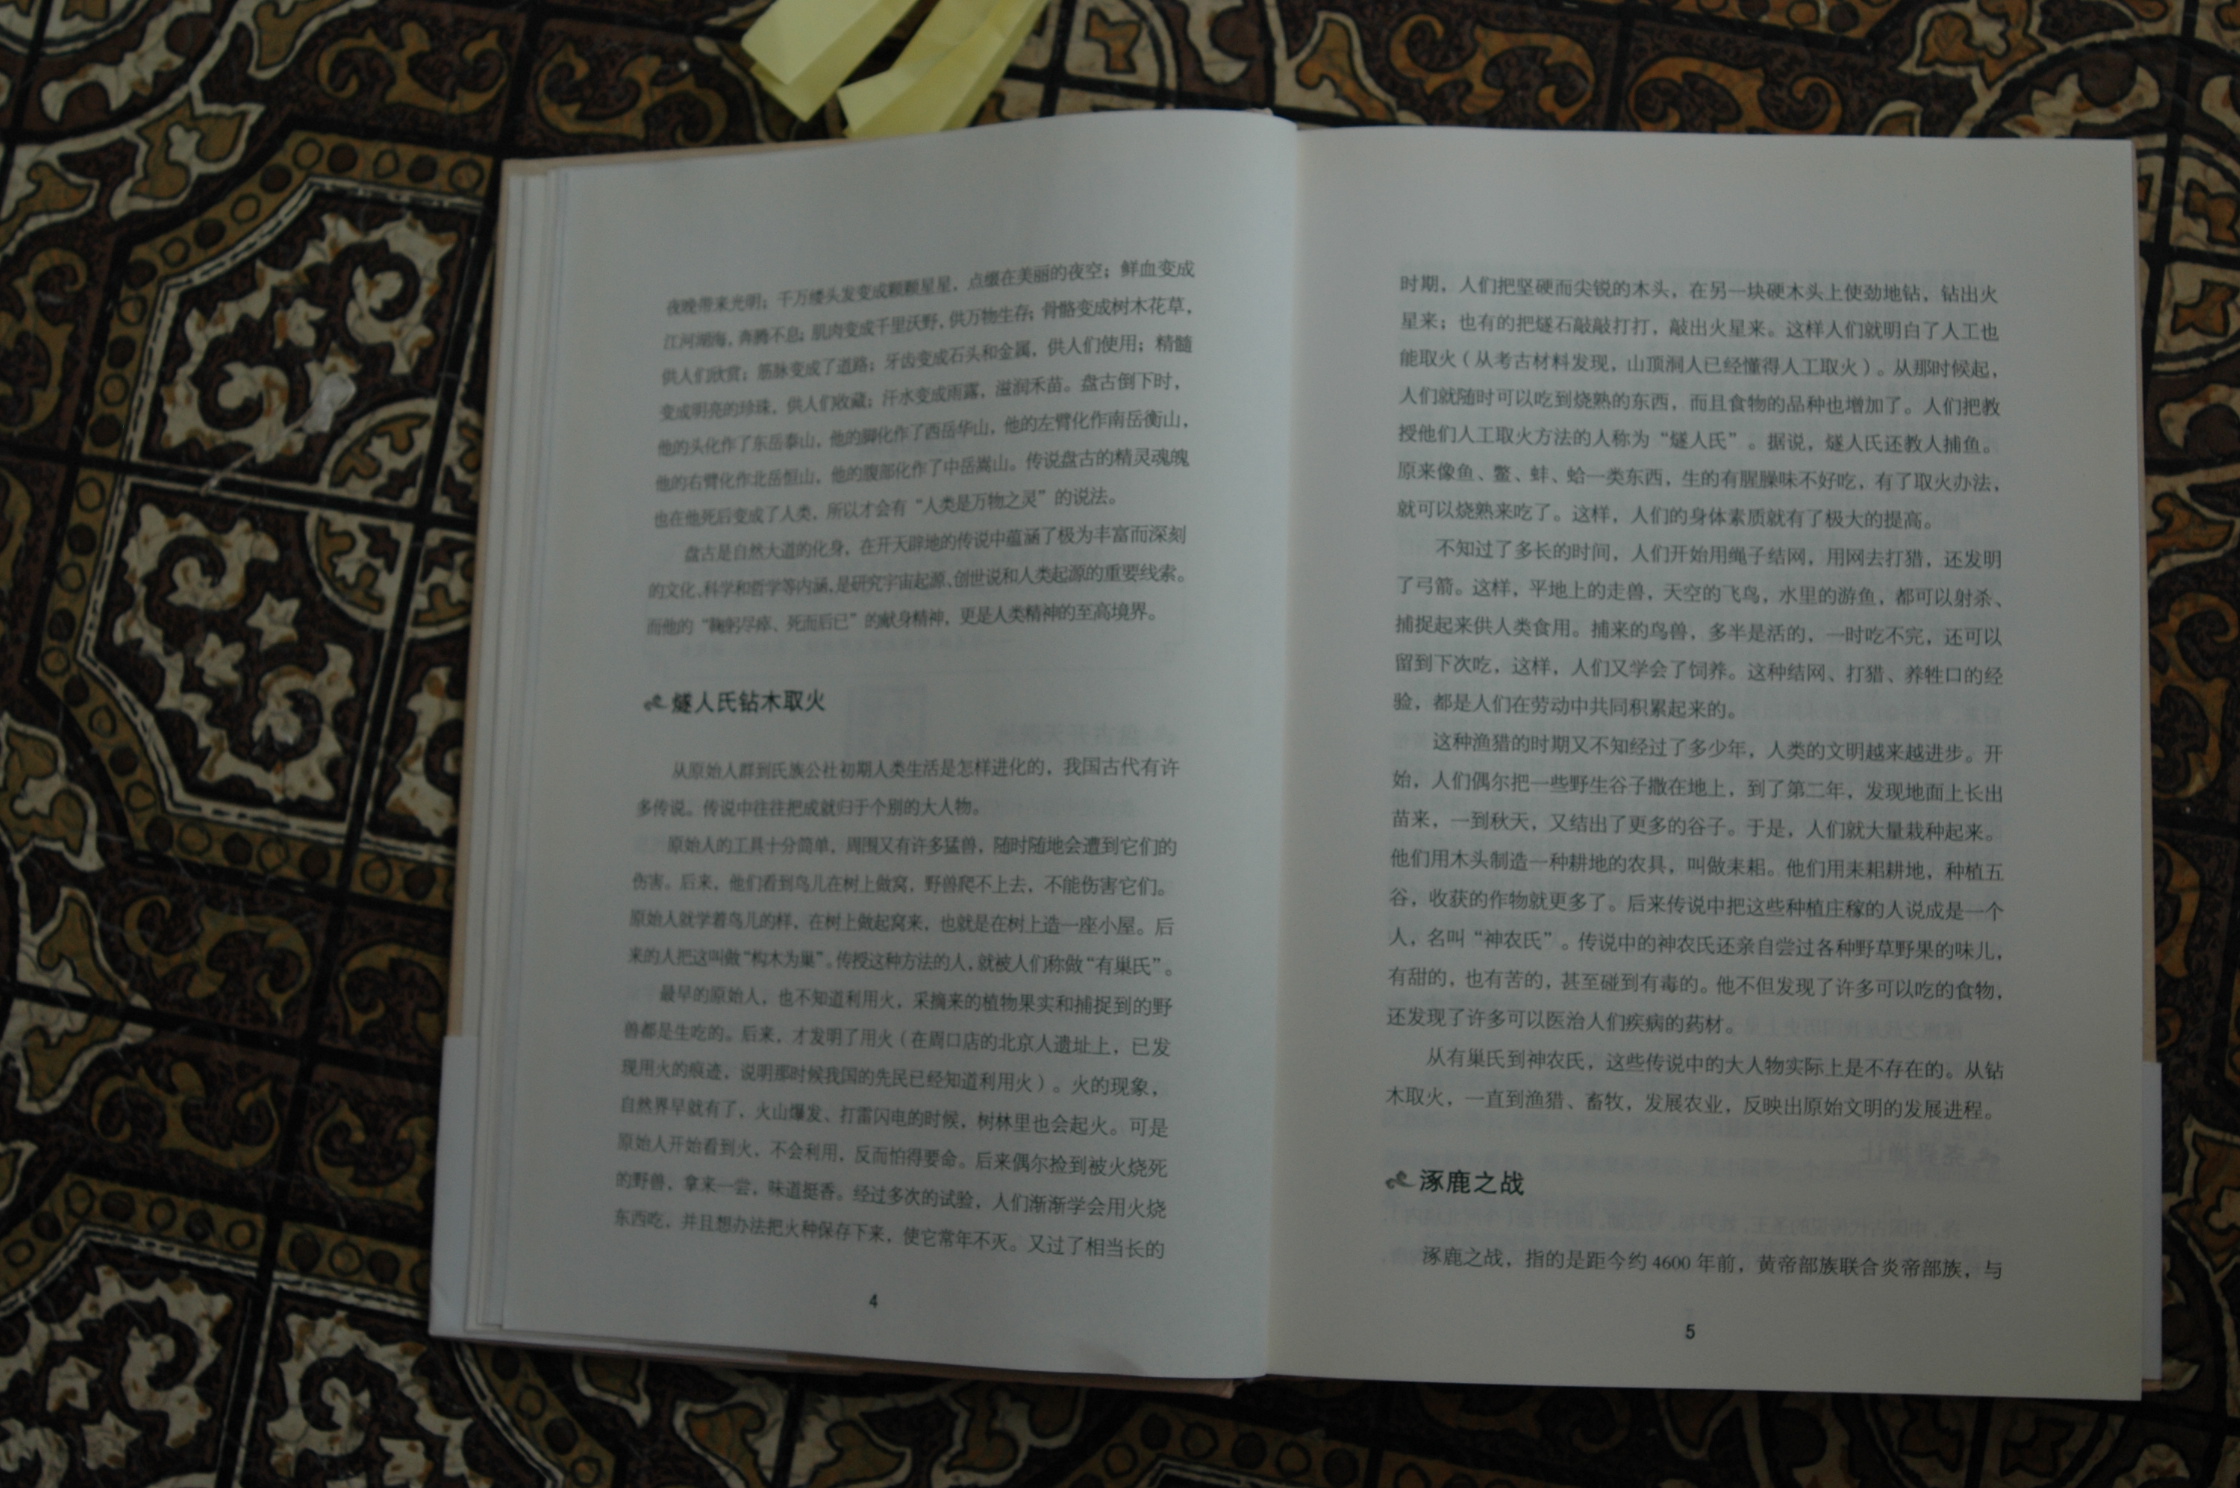 夜晚带来光明；千万缕头发变成颗颗星星，点缀在美丽的夜空；鲜血变成
江河湖海，奔腾不息；肌肉变成千里沃野，供万物生存；骨骼变成树木花草，
供人们欣赏；筋脉变成了道路；牙齿变成石头和金属，供人们使用；精髓
变成明亮的珍珠，供人们收藏；汗水变成雨露，滋润禾苗。盘古倒下时，
他的头化作了东岳泰山，他的脚化作了西岳华山，他的左臂化作南岳衡山，
他的右臂化作北岳恒山，他的腹部化作了中岳嵩山。传说盘古的精灵魂魄
也在他死后变成了人类，所以才会有“人类是万物之灵”的说法。
盘古是自然大道的化身，在开天辟地的传说中蕴涵了极为丰富而深刻
的文化、科学和哲学等内涵，是研究宇宙起源、创世说和人类起源的重要线索。
而他的“鞠躬尽瘁、死而后已”的献身精神，更是人类精神的至高境界。
燧人氏钻木取火
从原始人群到氏族公社初期人类生活是怎样进化的，我国古代有许
多传说。传说中往往把成就归于个别的大人物。
原始人的工具十分简单，周围又有许多猛兽，随时随地会遭到它们的
伤害。后来，他们看到鸟儿在树上做窝，野兽爬不上去，不能伤害它们。
原始人就学着鸟儿的样，在树上做起窝来，也就是在树上造一座小屋。后
来的人把这叫做“构木为巢”。传授这种方法的人，就被人们称做“有巢氏”。
最早的原始人，也不知道利用火，采摘来的植物果实和捕捉到的野
兽都是生吃的。后来，才发明了用火（在周口店的北京人遗址上，已发
现用火的痕迹，说明那时候我国的先民已经知道利用火）。火的现象，
自然界早就有了，火山爆发、打雷闪电的时候，树林里也会起火。可是
原始人开始看到火，不会利用，反而怕得要命。后来偶尔捡到被火烧死
的野兽，拿来一尝，味道挺香。经过多次的试验，人们渐渐学会用火烧
东西吃，并且想办法把火种保存下来，使它常年不灭。又过了相当长的
4
时期，人们把坚硬而尖锐的木头，在另一块硬木头上使劲地钻，钻出火
星来；也有的把燧石敲敲打打，敲出火星来。这样人们就明白了人工也
能取火（从考古材料发现，山顶洞人已经懂得人工取火）。从那时候起，
人们就随时可以吃到烧熟的东西，而且食物的品种也增加了。人们把教
授他们人工取火方法的人称为“燧人氏”。据说，燧人氏还教人捕鱼。
原来像鱼、鳖、蚌、蛤一类东西，生的有腥臊味不好吃，有了取火办法，
就可以烧熟来吃了。这样，人们的身体素质就有了极大的提高。
不知过了多长的时间，人们开始用绳子结网，用网去打猎，还发明
了弓箭。这样，平地上的走兽，天空的飞鸟，水里的游鱼，都可以射杀、
捕捉起来供人类食用。捕来的鸟兽，多半是活的，一时吃不完，还可以
留到下次吃，这样，人们又学会了饲养。这种结网、打猎、养牲口的经
验，都是人们在劳动中共同积累起来的。
这种渔猎的时期又不知经过了多少年，人类的文明越来越进步。开
始，人们偶尔把一些野生谷子撒在地上，到了第二年，发现地面上长出
苗来，一到秋天，又结出了更多的谷子。于是，人们就大量栽种起来。
他们用木头制造一种耕地的农具，叫做耒耜。他们用耒耜耕地，种植五
谷，收获的作物就更多了。后来传说中把这些种植庄稼的人说成是一个
人，名叫“神农氏”。传说中的神农氏还亲自尝过各种野草野果的味儿，
有甜的，也有苦的，甚至碰到有毒的。他不但发现了许多可以吃的食物，
还发现了许多可以医治人们疾病的药材。
从有巢氏到神农氏，这些传说中的大人物实际上是不存在的。从钻
木取火，一直到渔猎、畜牧，发展农业，反映出原始文明的发展进程。
涿鹿之战
涿鹿之战，指的是距今约4600年前，黄帝部族联合炎帝部族，与
5